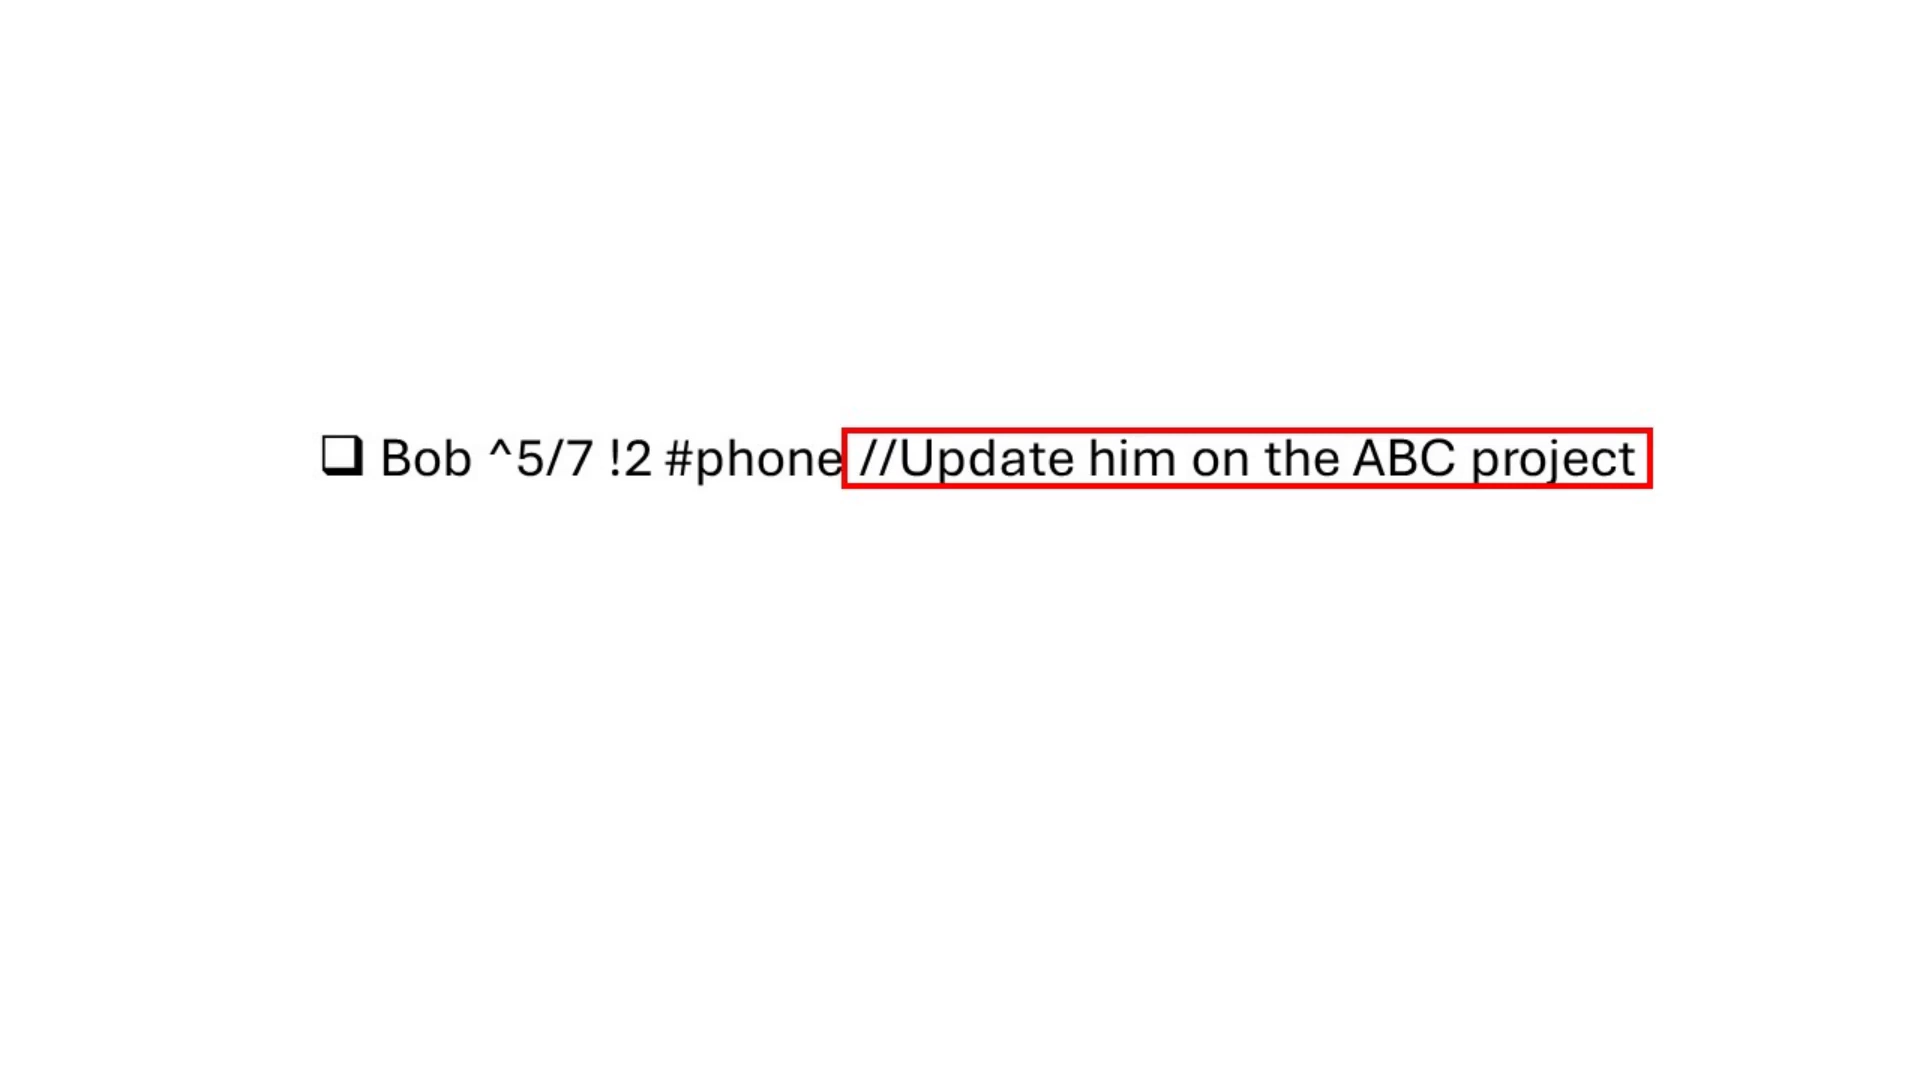 ❑ Bob ^5/7 !2 #phone //Update him on the ABC project